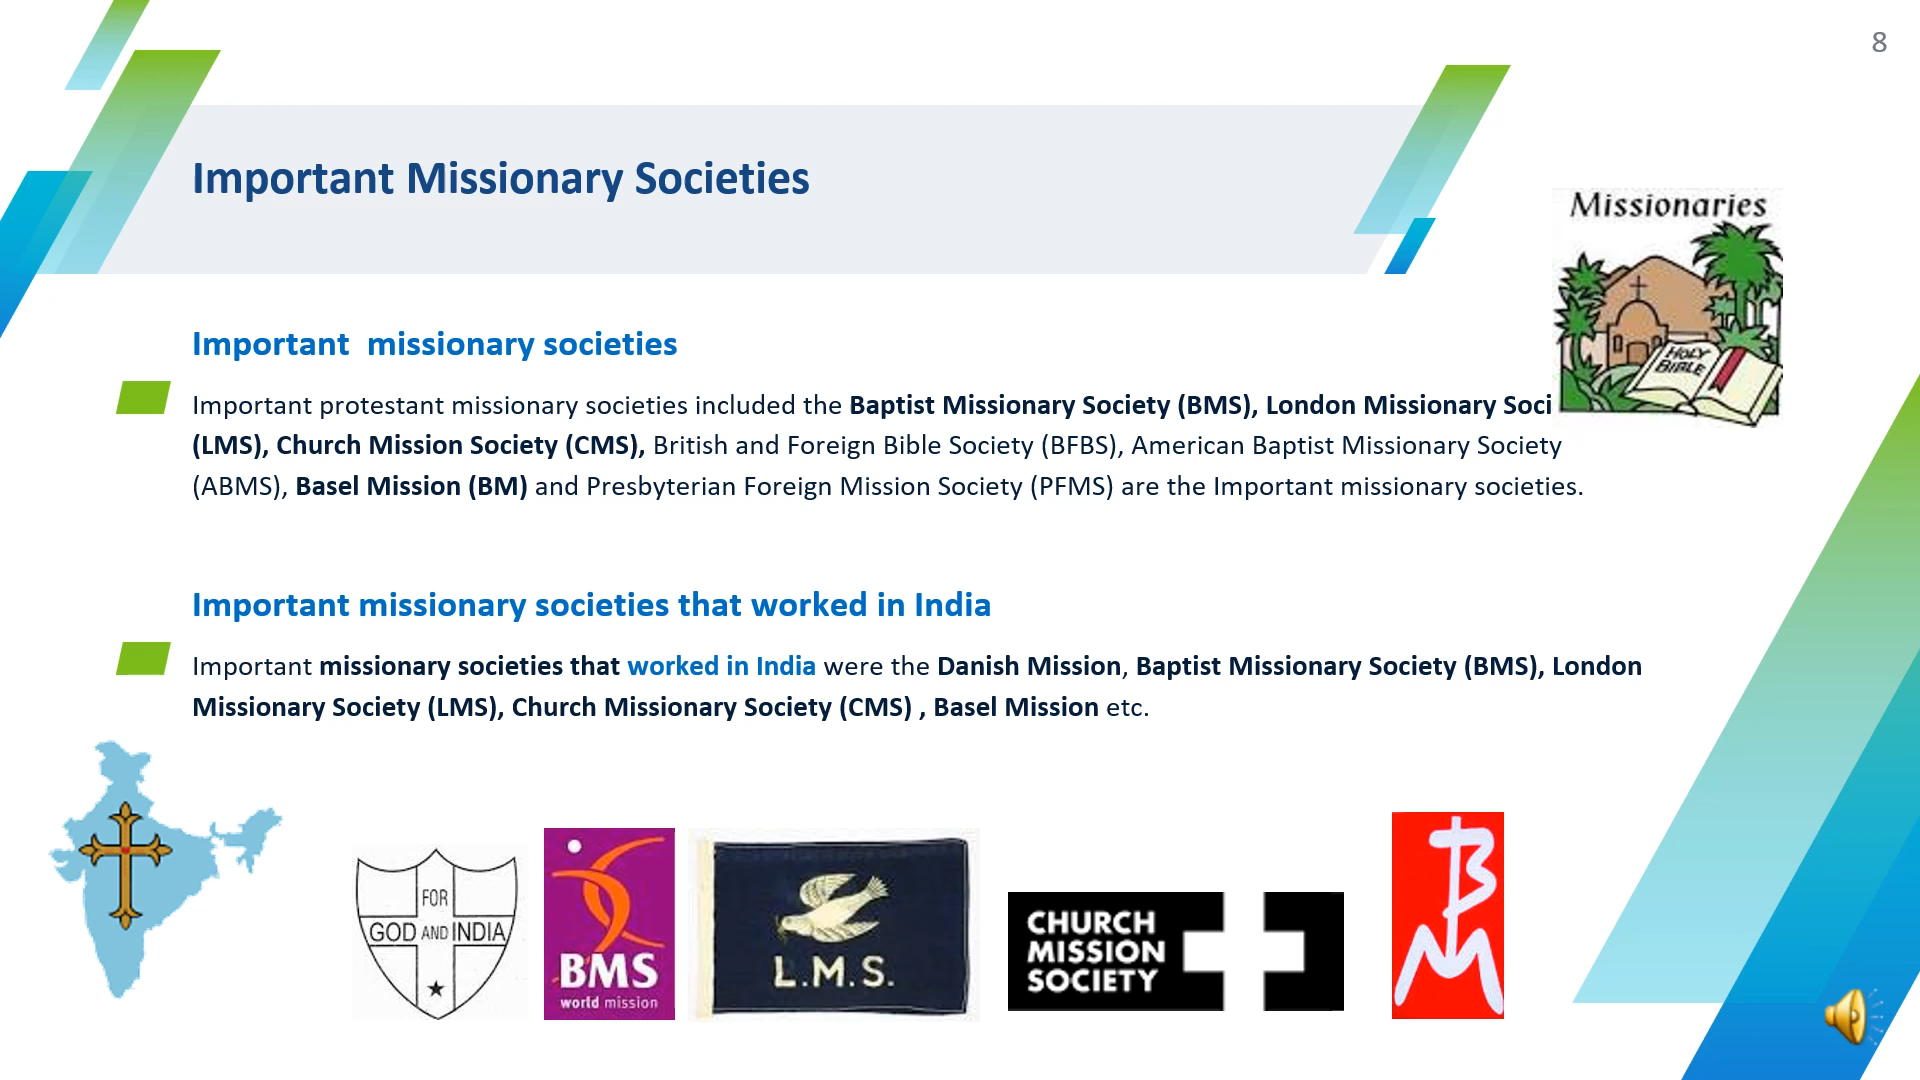 8
Important Missionary Societies
Missionaries
HOLY
BIBLE
Important  missionary societies
Important protestant missionary societies included the Baptist Missionary Society (BMS), London Missionary Soci
(LMS), Church Mission Society (CMS), British and Foreign Bible Society (BFBS), American Baptist Missionary Society
(ABMS), Basel Mission (BM) and Presbyterian Foreign Mission Society (PFMS) are the Important missionary societies.
Important missionary societies that worked in India
Important missionary societies that worked in India were the Danish Mission, Baptist Missionary Society (BMS), London
Missionary Society (LMS), Church Missionary Society (CMS) , Basel Mission etc.
FOR
GOD AND INDIA
BMS
world mission
L.M.S.
CHURCH
MISSION
SOCIETY
BM